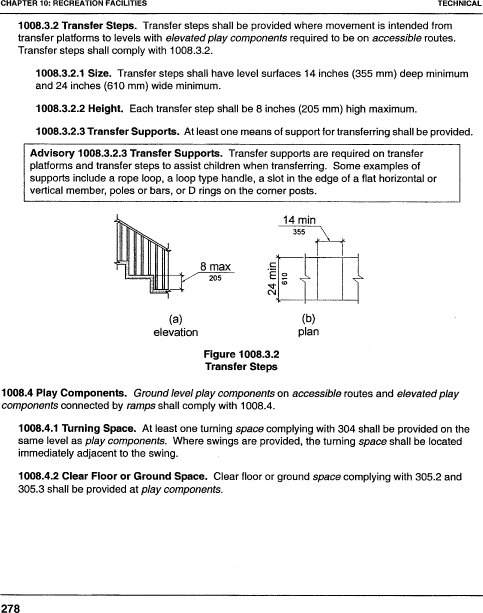 CHAPTER 10: RECREATION FACILITIES TECHNICAL
1008.3.2 Transfer Steps. Transfer steps shall be provided where movement is intended from
transfer platforms to levels with elevated play components required to be on accessible routes.
Transfer steps shall comply with 1008.3.2.
1008.3.2.1 Size. Transfer steps shall have level surfaces 14 inches (355 mm) deep minimum
and 24 inches (610 mm) wide minimum.
1008.3.2.2 Height. Each transfer step shall be 8 inches (205 mm) high maximum.
1008.3.2.3 Transfer Supports. At least one means of support for transferring shall be provided.
Advisory 1008.3.2.3 Transfer Supports. Transfer supports are required on transfer
platforms and transfer steps to assist children when transferring. Some examples of
supports include a rope loop, a loop type handle, a slot in the edge of a flat horizontal or
vertical member, poles or bars, or D rings on the corner posts.
14 min
355
8 max
205
24 min
610
(a)
elevation
(b)
plan
Figure 1008.3.2
Transfer Steps
1008.4 Play Components. Ground level play components on accessible routes and elevated play
components connected by ramps shall comply with 1008.4.
1008.4.1 Turning Space. At least one turning space complying with 304 shall be provided on the
same level as play components. Where swings are provided, the turning space shall be located
immediately adjacent to the swing.
1008.4.2 Clear Floor or Ground Space. Clear floor or ground space complying with 305.2 and
305.3 shall be provided at play components.
278